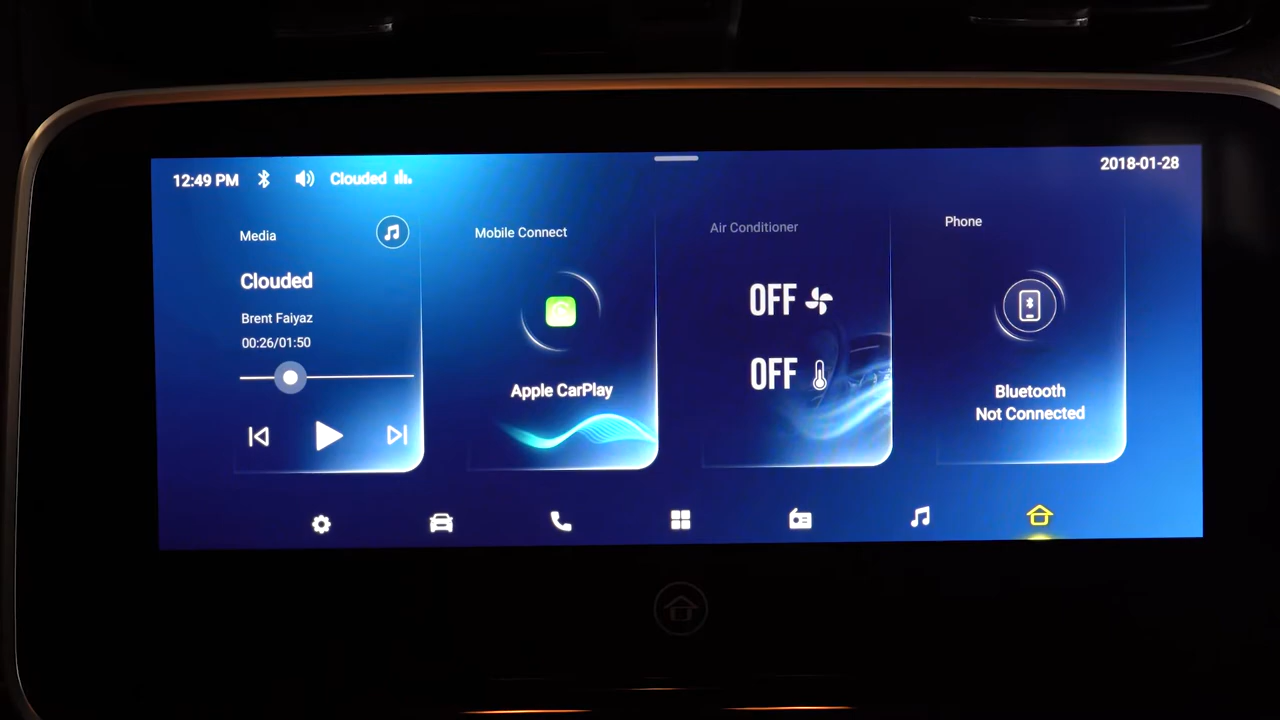 12:49 PM Clouded
2018-01-28
Media
Clouded
Brent Faiyaz
00:26/01:50
Mobile Connect
Apple CarPlay
Air Conditioner
OFF
OFF
Phone
Bluetooth
Not Connected